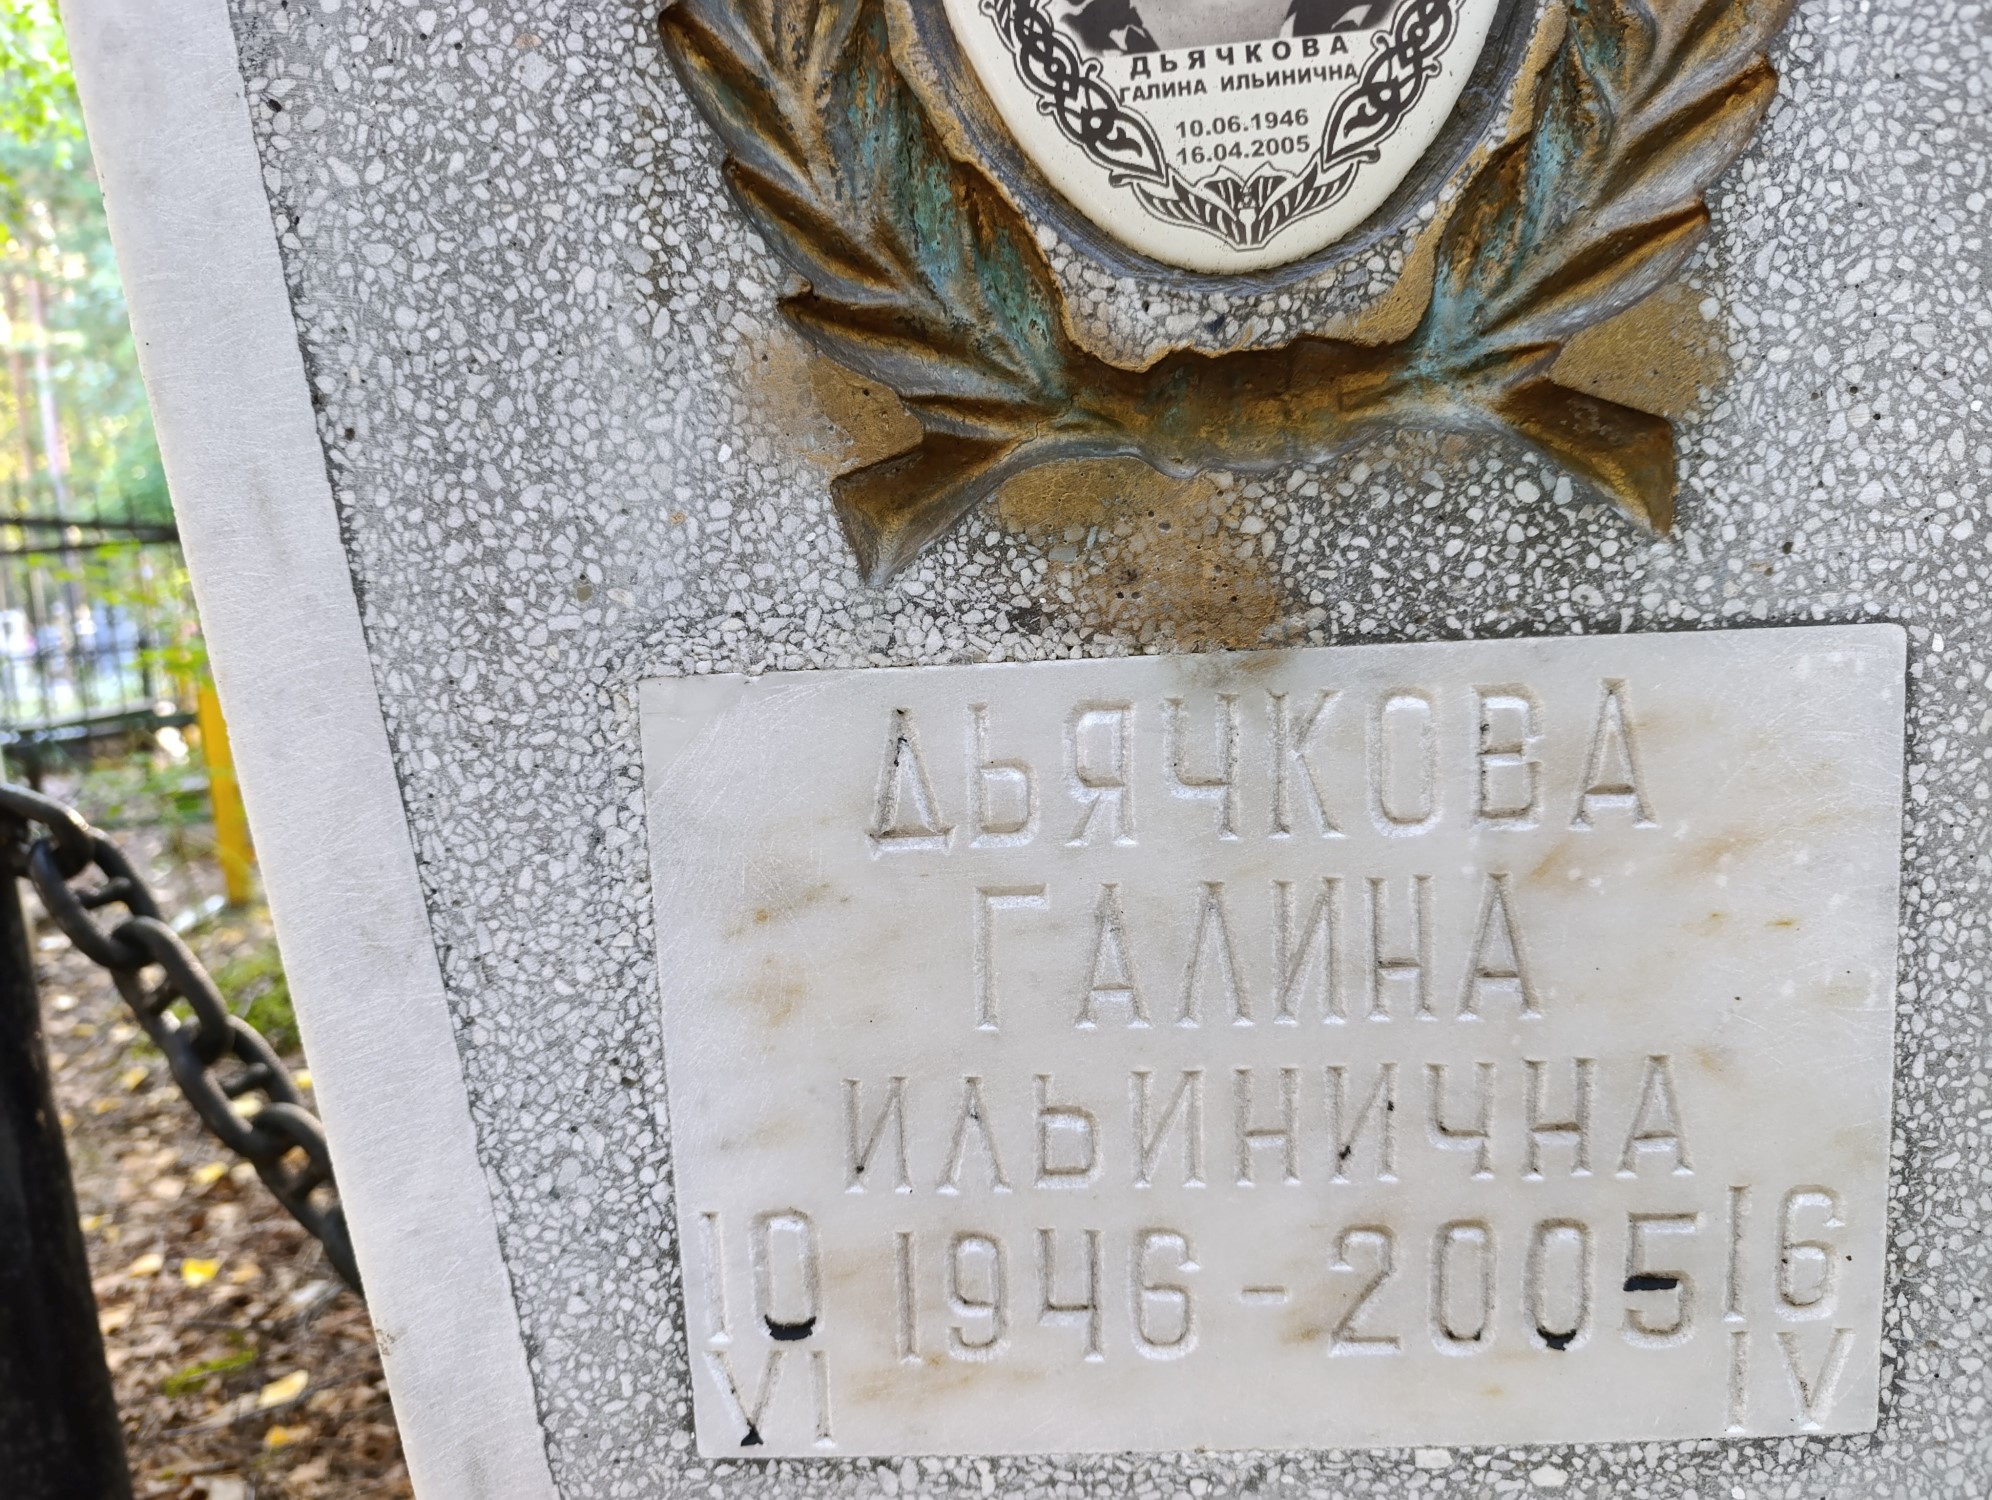 ДЬЯЧКОВА
ГАЛИНА ИЛЬИНИЧНА
10.06.1946
16.04.2005
ДЬЯЧКОВА
ГАЛИНА
ИЛЬИНИЧНА
10 1946 - 2005 16
VI IV